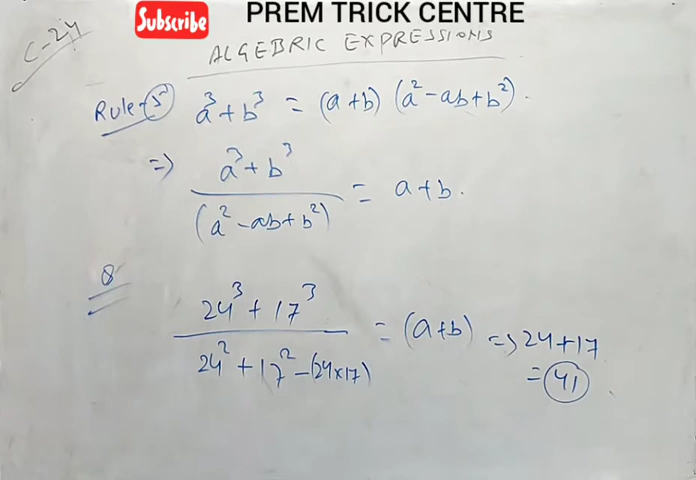 Subscribe PREM TRICK CENTRE
C-24
ALGEBRIC EXPRESSIONS
Rule-5 a³+b³ = (a+b) (a²-ab+b²).
=> a³+b³ / (a²-ab+b²) = a+b.
Q
24³+17³ / 24²+17²-(24×17) = (a+b) => 24+17
= 41